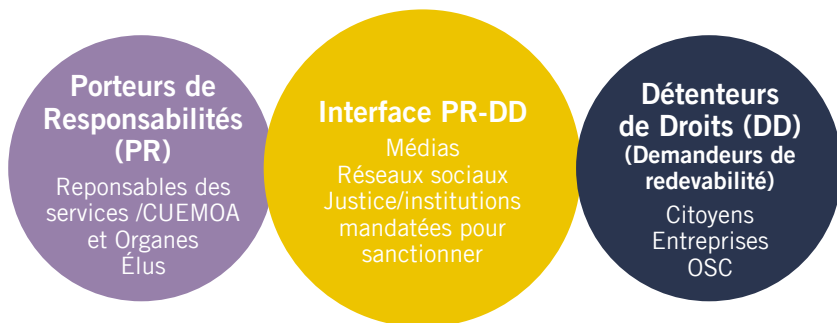 Porteurs de
Responsabilités
(PR)
Reponsables des
services /CUEMOA
et Organes
Élus
Interface PR-DD
Médias
Réseaux sociaux
Justice/institutions
mandatées pour
sanctionner
Détenteurs
de Droits (DD)
(Demandeurs de
redevabilité)
Citoyens
Entreprises
OSC